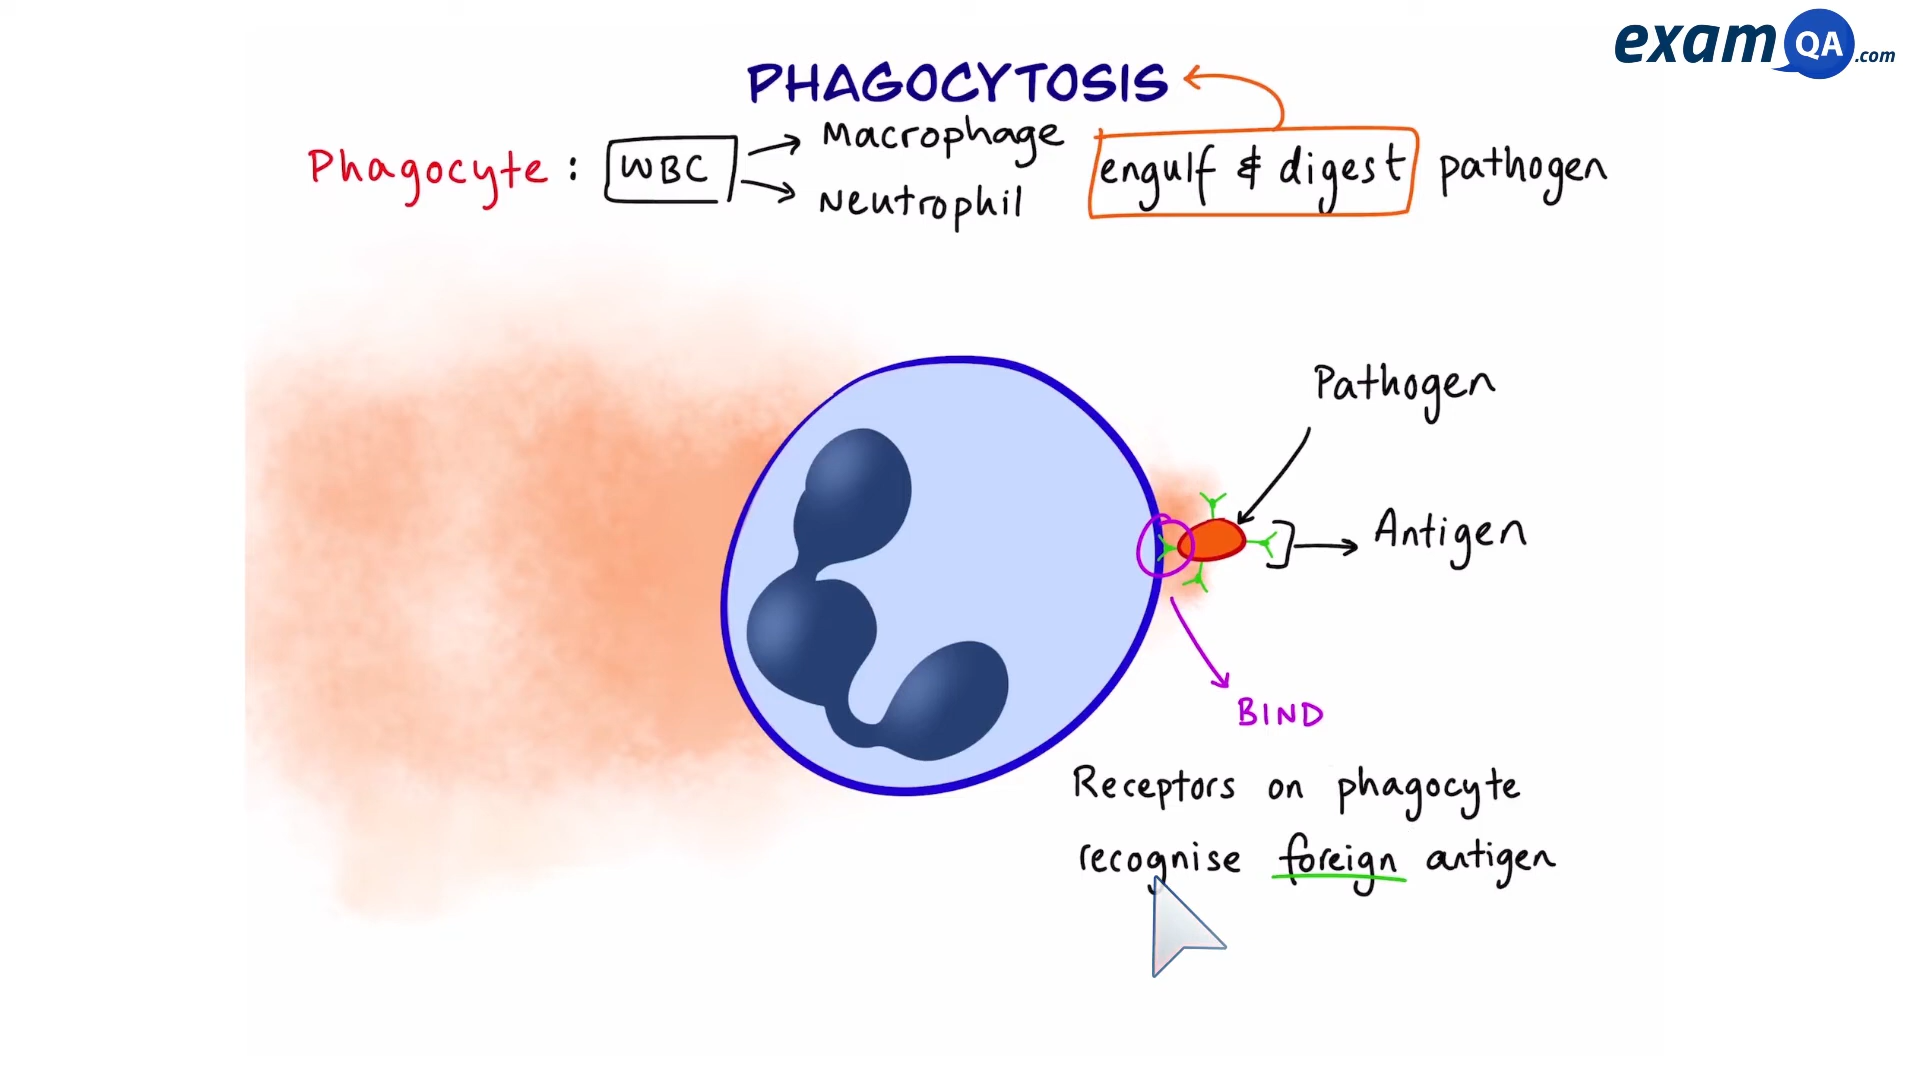 examQA.com
PHAGOCYTOSIS
Phagocyte : WBC
Macrophage
Neutrophil
engulf & digest pathogen
Pathogen
Antigen
BIND
Receptors on phagocyte
recognise foreign antigen